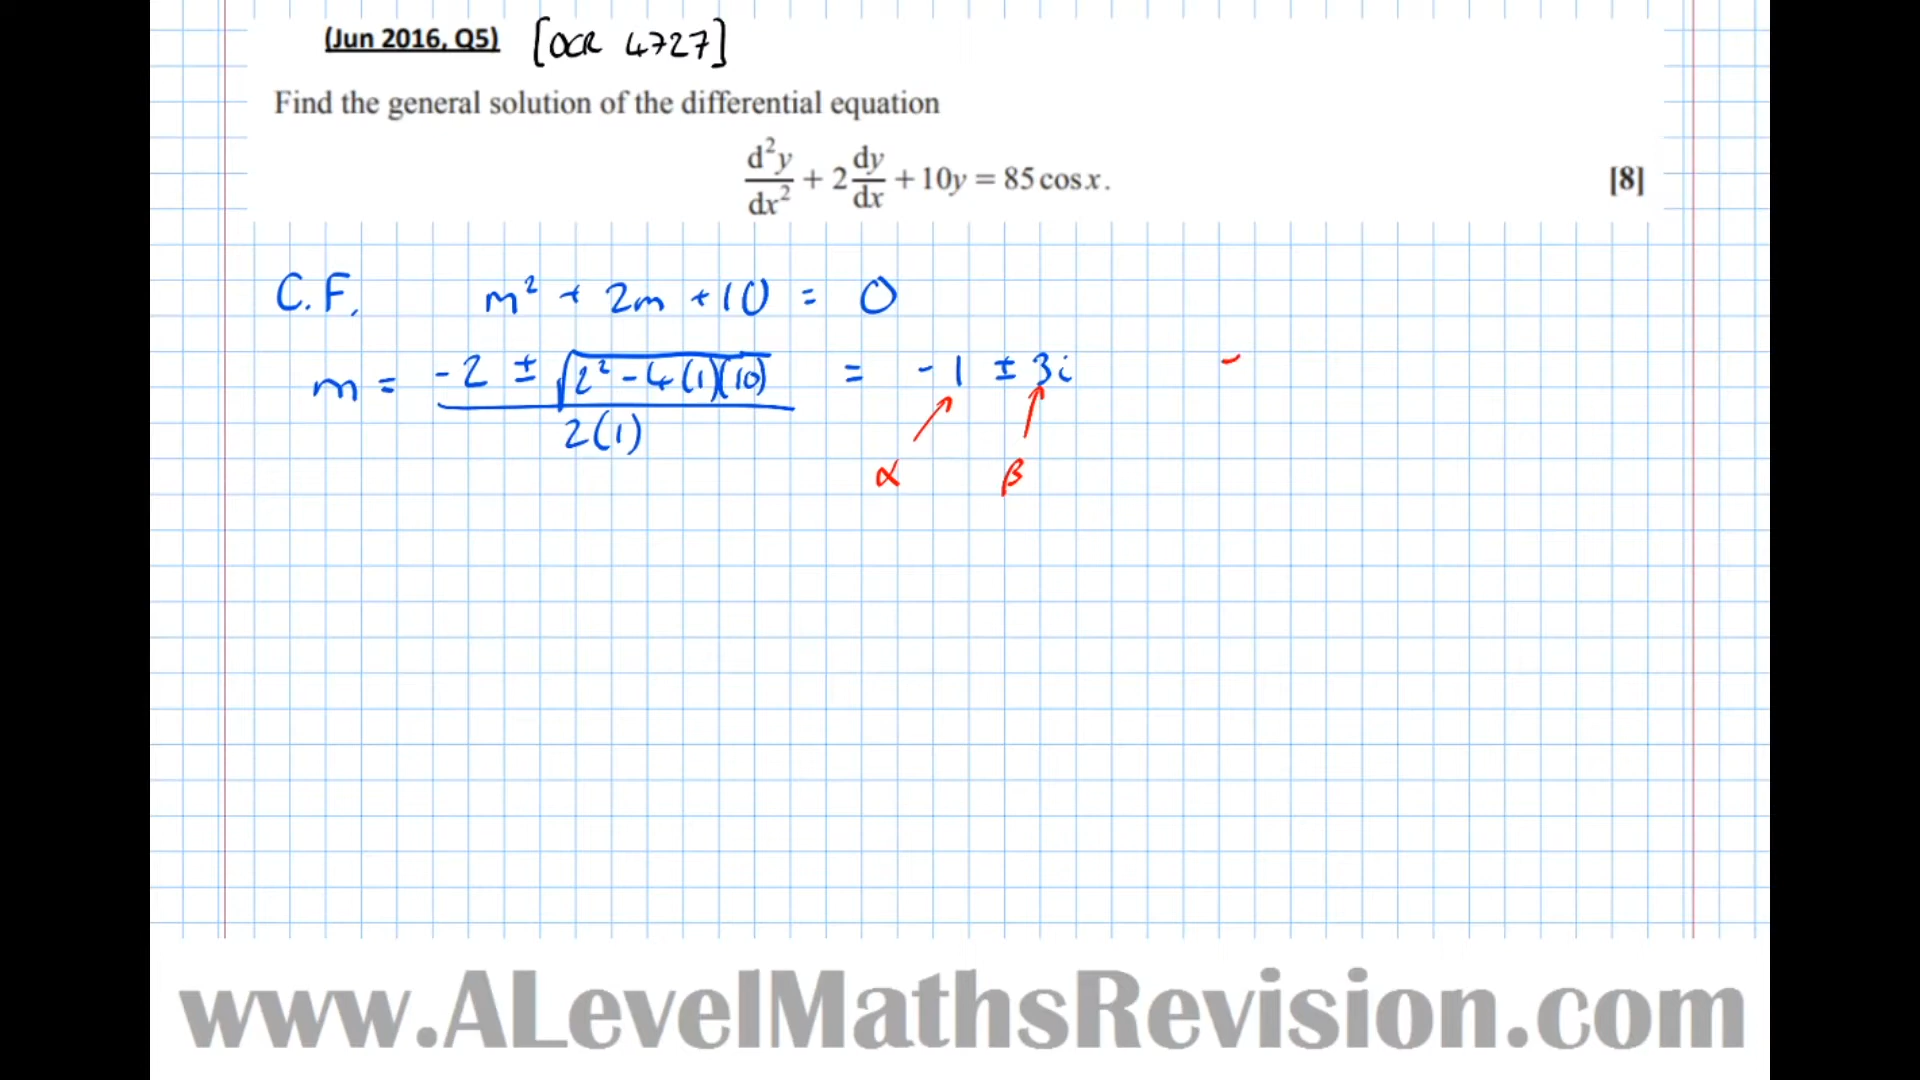 (Jun 2016, Q5) [OCR 4727]
Find the general solution of the differential equation
d²y/dx² + 2 dy/dx + 10y = 85 cos x. [8]
C.F. m² + 2m + 10 = 0
m = (-2 ± √(2² - 4(1)(10)))/2(1) = -1 ± 3i
α β
www.ALevelMathsRevision.com